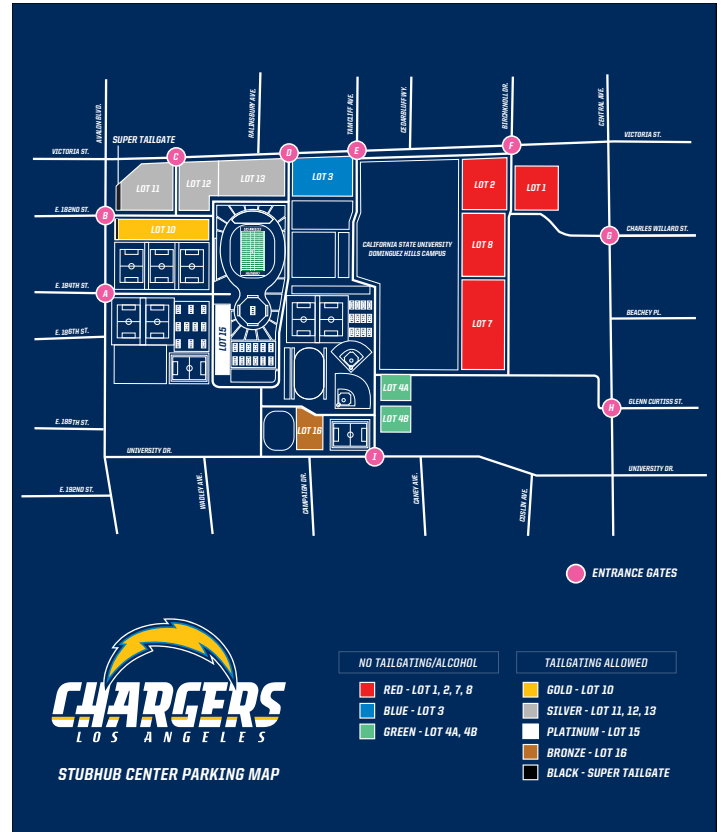 AVALON BLVD.
RALINSBURY AVE.
TAMCLIFF AVE.
CEDARBLUFF WY.
BIRCHKNOLL DR.
CENTRAL AVE.
SUPER TAILGATE
VICTORIA ST.
VICTORIA ST.
C
D
E
F
LOT 11
LOT 12
LOT 13
LOT 3
LOT 2
LOT 1
E. 182ND ST.
B
LOT 10
G
CHARLES WILLARD ST.
CALIFORNIA STATE UNIVERSITY
DOMINGUEZ HILLS CAMPUS
LOT 8
E. 184TH ST.
A
BEACHEY PL.
E. 186TH ST.
LOT 15
LOT 7
LOT 4A
H
GLENN CURTISS ST.
LOT 4B
E. 189TH ST.
LOT 16
UNIVERSITY DR.
I
UNIVERSITY DR.
E. 192ND ST.
WADLEY AVE.
CAMPAIGN DR.
CANEY AVE.
COSLIN AVE.
ENTRANCE GATES
CHARGERS
LOS ANGELES
STUBHUB CENTER PARKING MAP
NO TAILGATING/ALCOHOL
RED - LOT 1, 2, 7, 8
BLUE - LOT 3
GREEN - LOT 4A, 4B
TAILGATING ALLOWED
GOLD - LOT 10
SILVER - LOT 11, 12, 13
PLATINUM - LOT 15
BRONZE - LOT 16
BLACK - SUPER TAILGATE